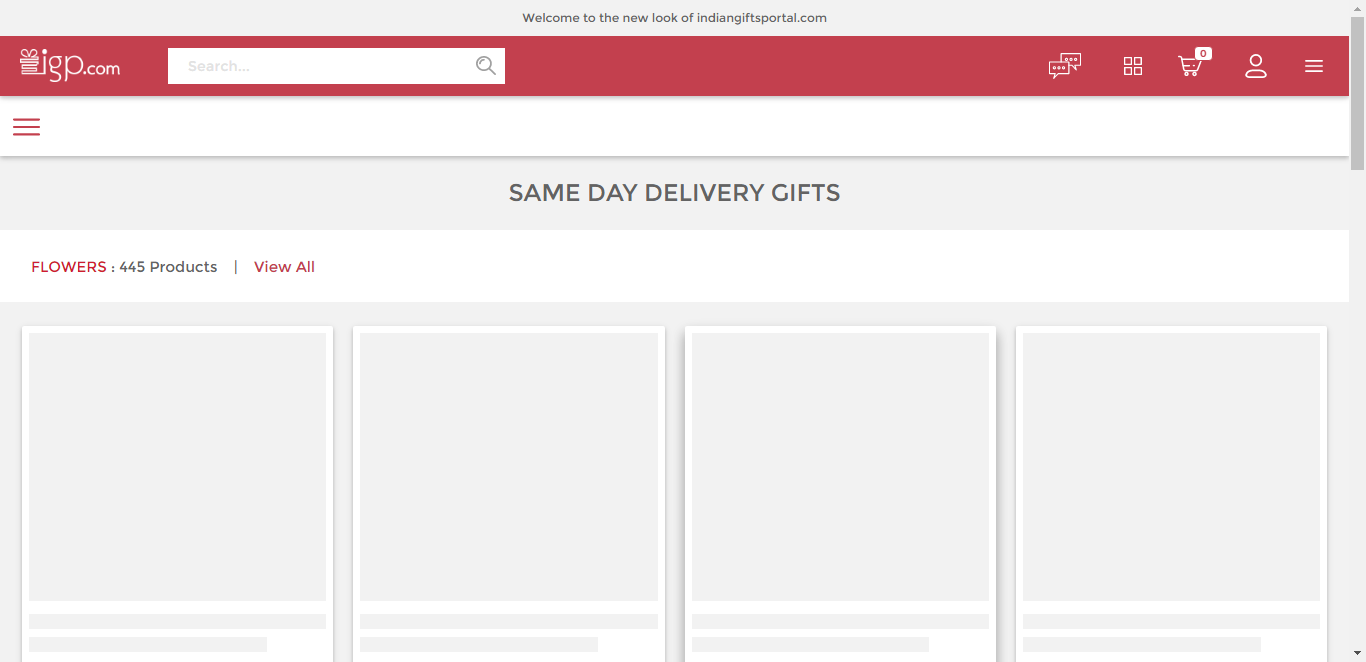 Welcome to the new look of indiangiftsportal.com
igp.com
Search...
0
SAME DAY DELIVERY GIFTS
FLOWERS : 445 Products | View All